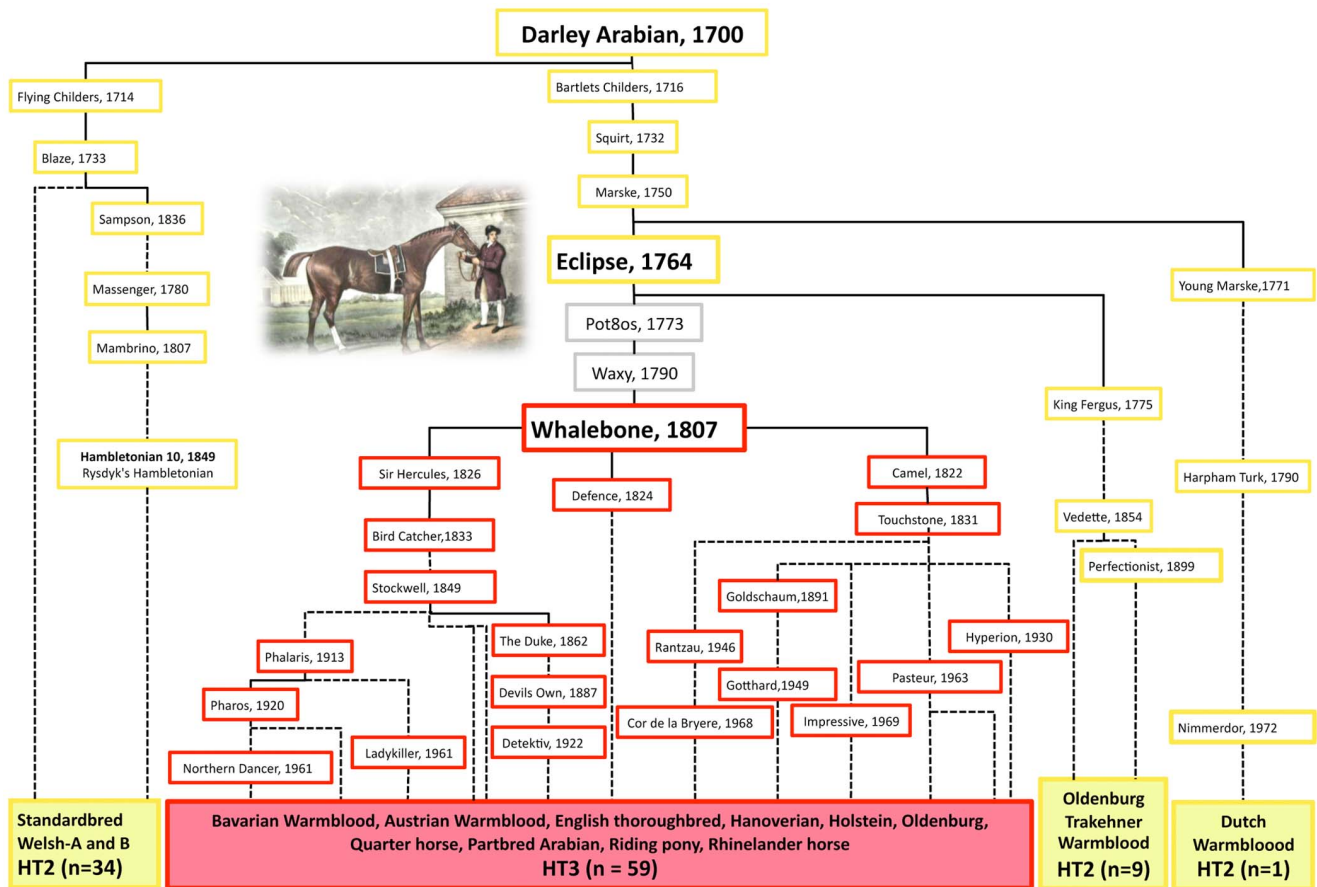 Darley Arabian, 1700
Flying Childers, 1714
Bartlets Childers, 1716
Squirt, 1732
Blaze, 1733
Marske, 1750
Sampson, 1836
Eclipse, 1764
Massenger, 1780
Young Marske,1771
Pot8os, 1773
Mambrino, 1807
Waxy, 1790
King Fergus, 1775
Whalebone, 1807
Hambletonian 10, 1849
Rysdyk's Hambletonian
Sir Hercules, 1826
Camel, 1822
Defence, 1824
Harpham Turk, 1790
Touchstone, 1831
Vedette, 1854
Bird Catcher,1833
Perfectionist, 1899
Stockwell, 1849
Goldschaum,1891
The Duke, 1862
Rantzau, 1946
Hyperion, 1930
Phalaris, 1913
Pasteur, 1963
Gotthard,1949
Devils Own, 1887
Pharos, 1920
Cor de la Bryere, 1968
Impressive, 1969
Nimmerdor, 1972
Detektiv, 1922
Ladykiller, 1961
Northern Dancer, 1961
Standardbred
Welsh-A and B
HT2 (n=34)
Bavarian Warmblood, Austrian Warmblood, English thoroughbred, Hanoverian, Holstein, Oldenburg,
Quarter horse, Partbred Arabian, Riding pony, Rhinelander horse
HT3 (n = 59)
Oldenburg
Trakehner
Warmblood
HT2 (n=9)
Dutch
Warmbloood
HT2 (n=1)